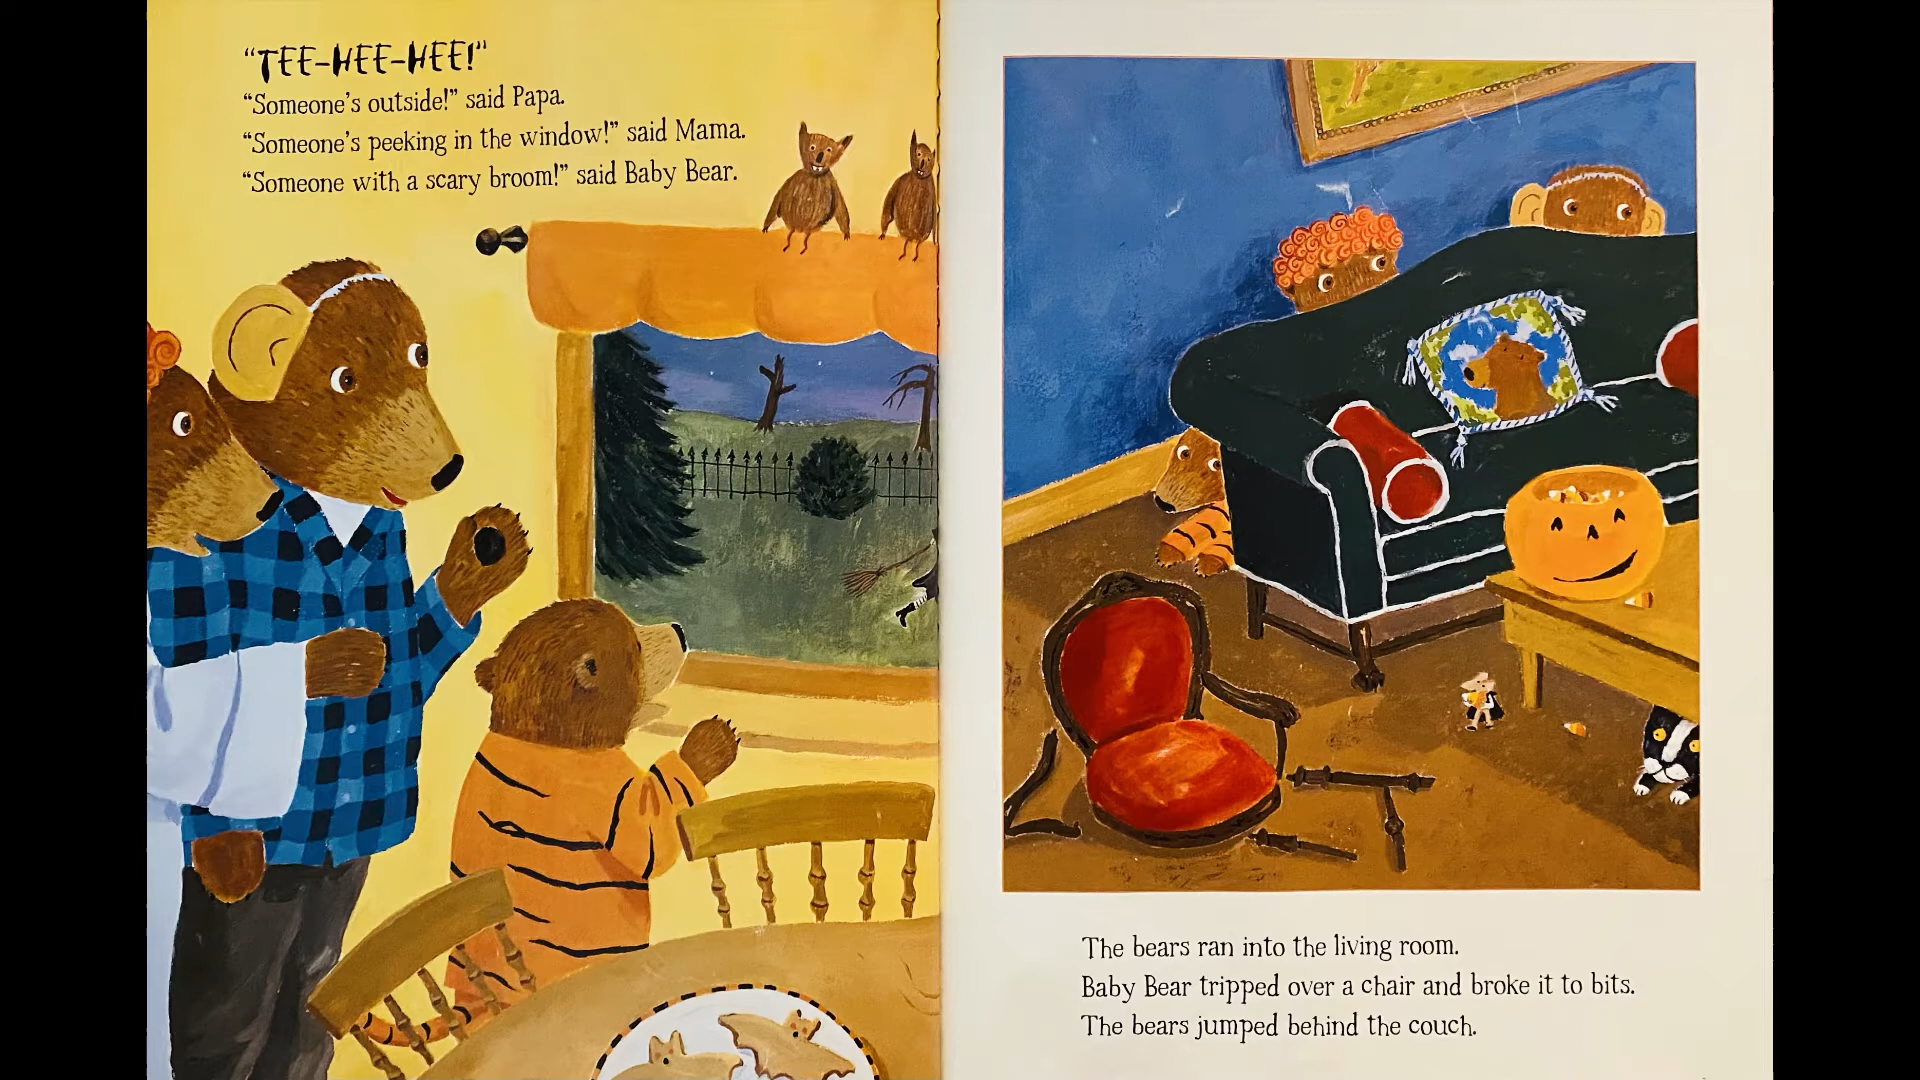 “TEE-HEE-HEE!”
“Someone’s outside!” said Papa.
“Someone’s peeking in the window!” said Mama.
“Someone with a scary broom!” said Baby Bear.
The bears ran into the living room.
Baby Bear tripped over a chair and broke it to bits.
The bears jumped behind the couch.